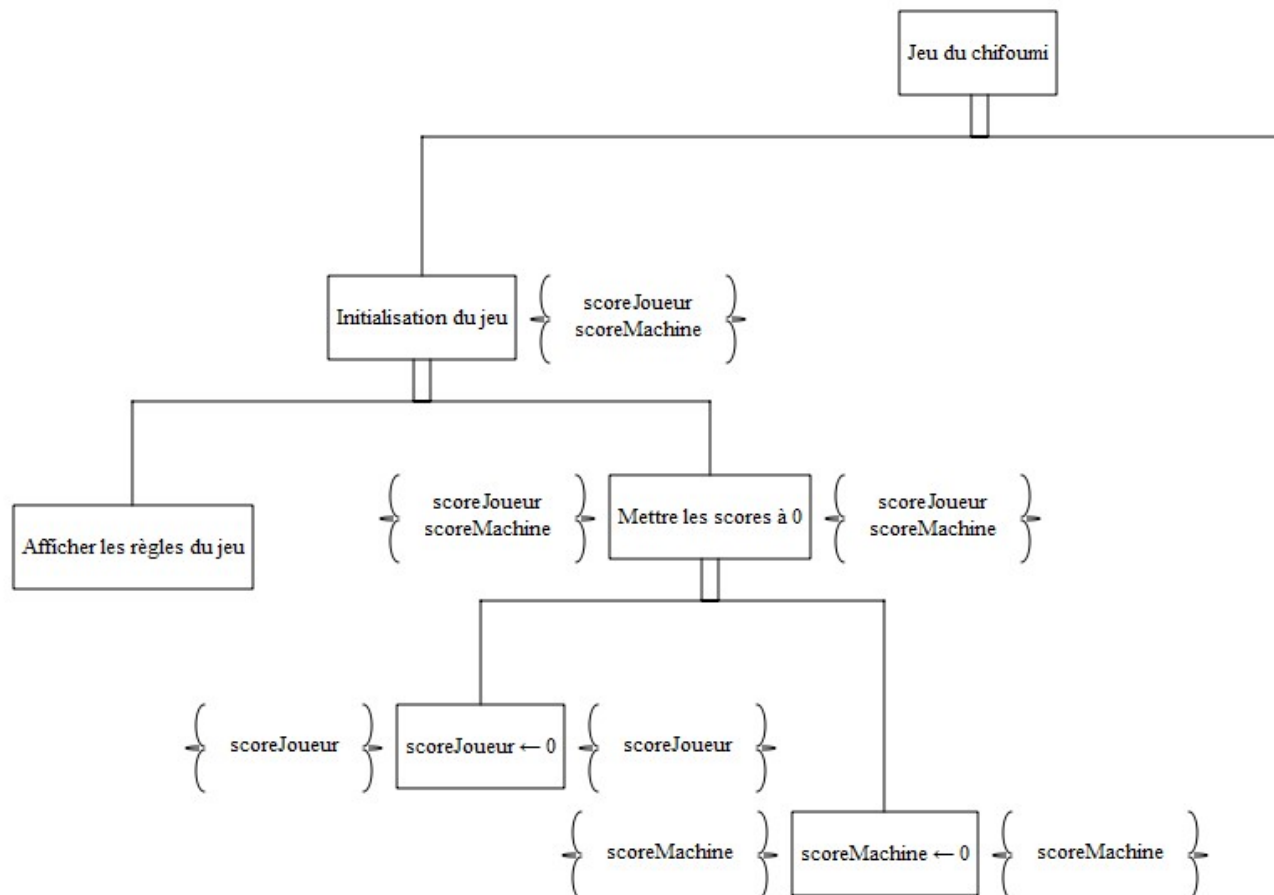 Jeu du chifoumi
Initialisation du jeu
scoreJoueur
scoreMachine
Afficher les règles du jeu
scoreJoueur
scoreMachine
Mettre les scores à 0
scoreJoueur
scoreMachine
scoreJoueur
scoreJoueur ← 0
scoreJoueur
scoreMachine
scoreMachine ← 0
scoreMachine